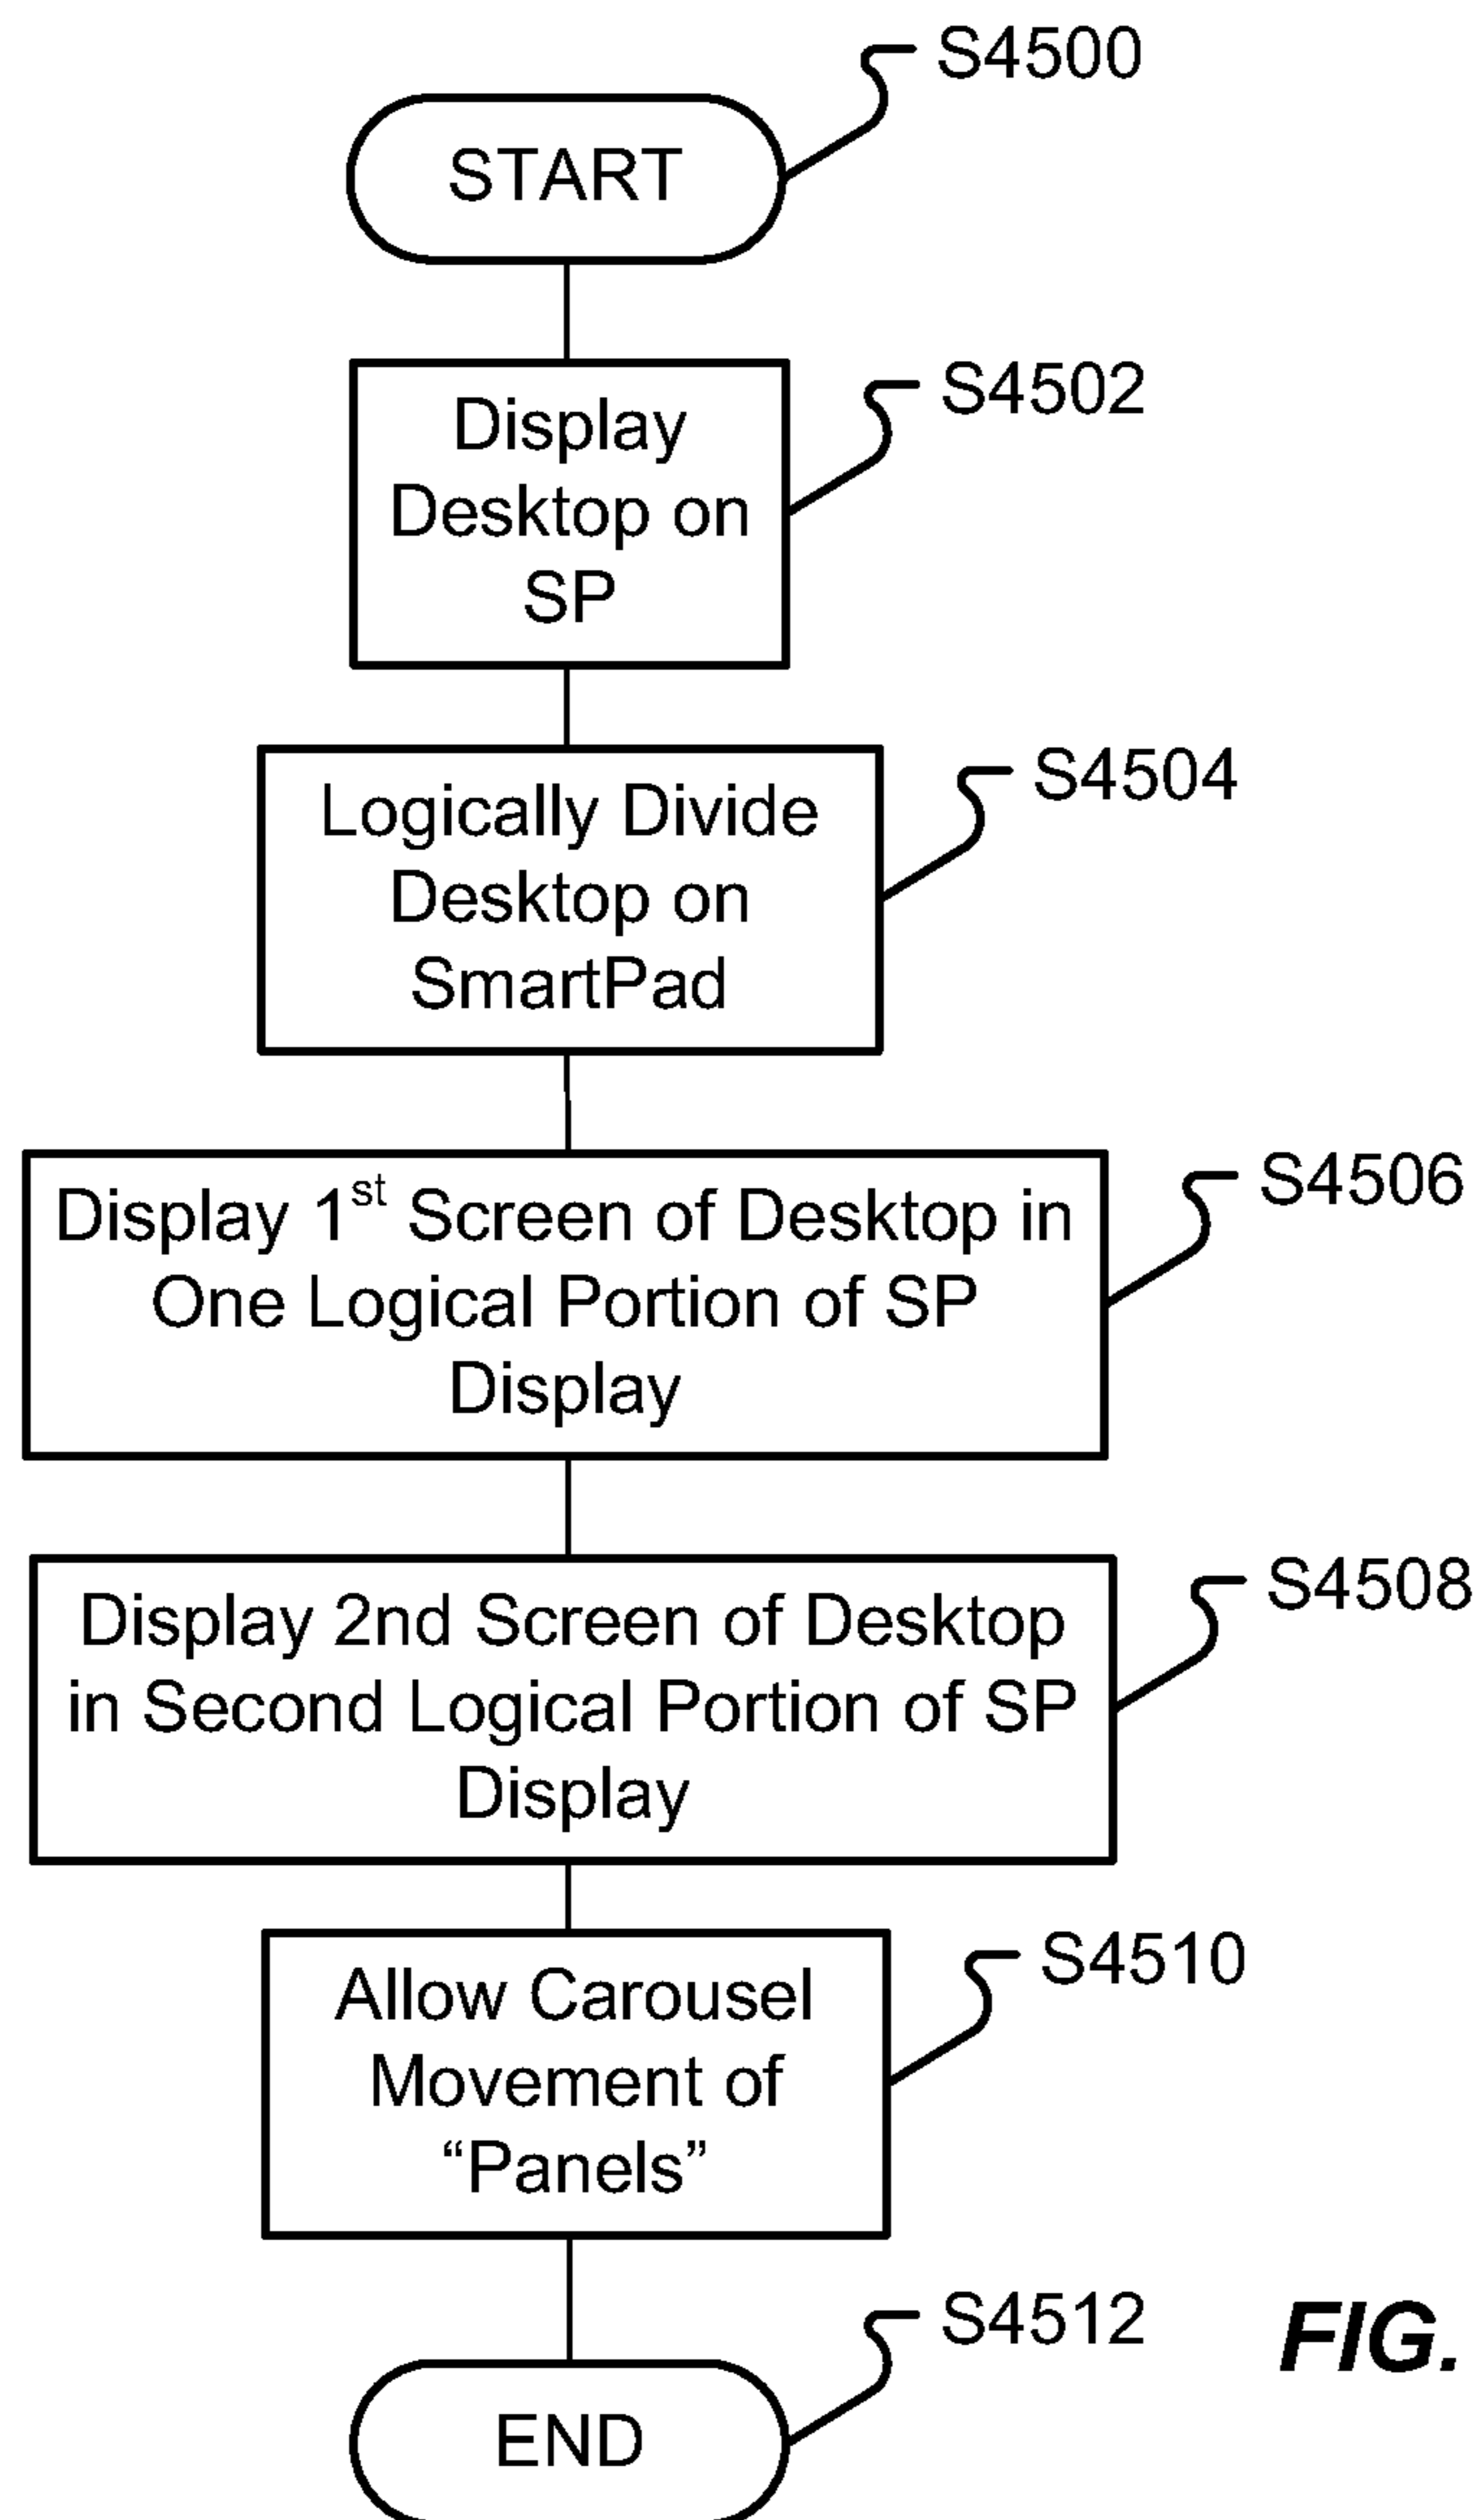 S4500
START
S4502
Display
Desktop on
SP
S4504
Logically Divide
Desktop on
SmartPad
S4506
Display 1st Screen of Desktop in
One Logical Portion of SP
Display
S4508
Display 2nd Screen of Desktop
in Second Logical Portion of SP
Display
S4510
Allow Carousel
Movement of
“Panels”
S4512
END
FIG.